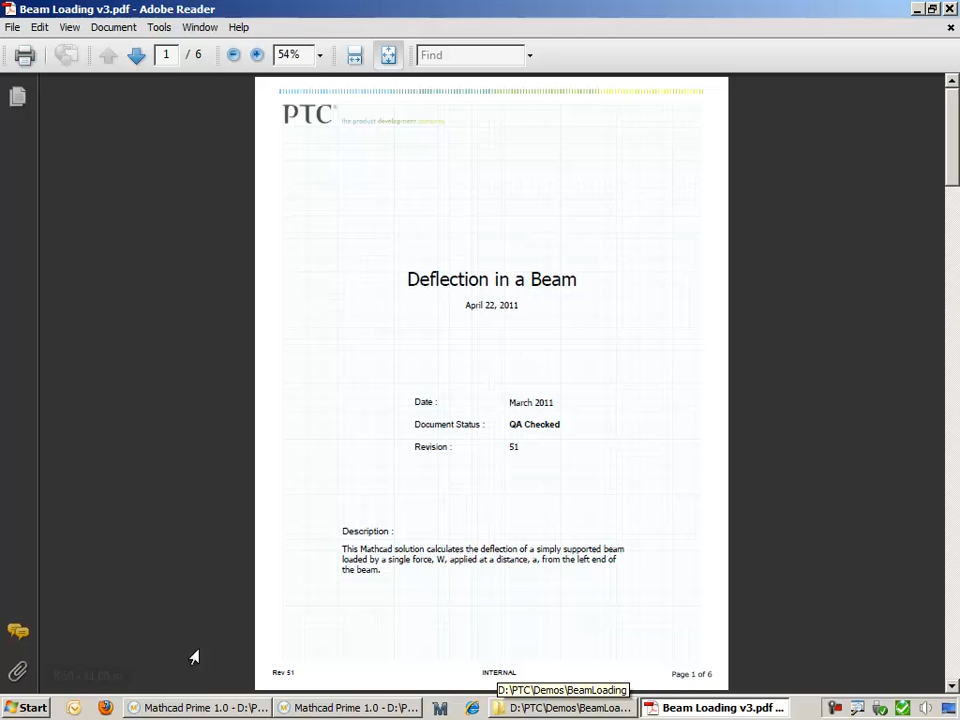 Beam Loading v3.pdf - Adobe Reader
File Edit View Document Tools Window Help
1 / 6 54% Find
PTC® the product development company
Deflection in a Beam
April 22, 2011
Date : March 2011
Document Status : QA Checked
Revision : 51
Description :
This Mathcad solution calculates the deflection of a simply supported beam
loaded by a single force, W, applied at a distance, a, from the left end of
the beam.
Rev 51 INTERNAL Page 1 of 6
D:\PTC\Demos\BeamLoading
Start Mathcad Prime 1.0 - D:\P... Mathcad Prime 1.0 - D:\P... D:\PTC\Demos\BeamLoa... Beam Loading v3.pdf ...